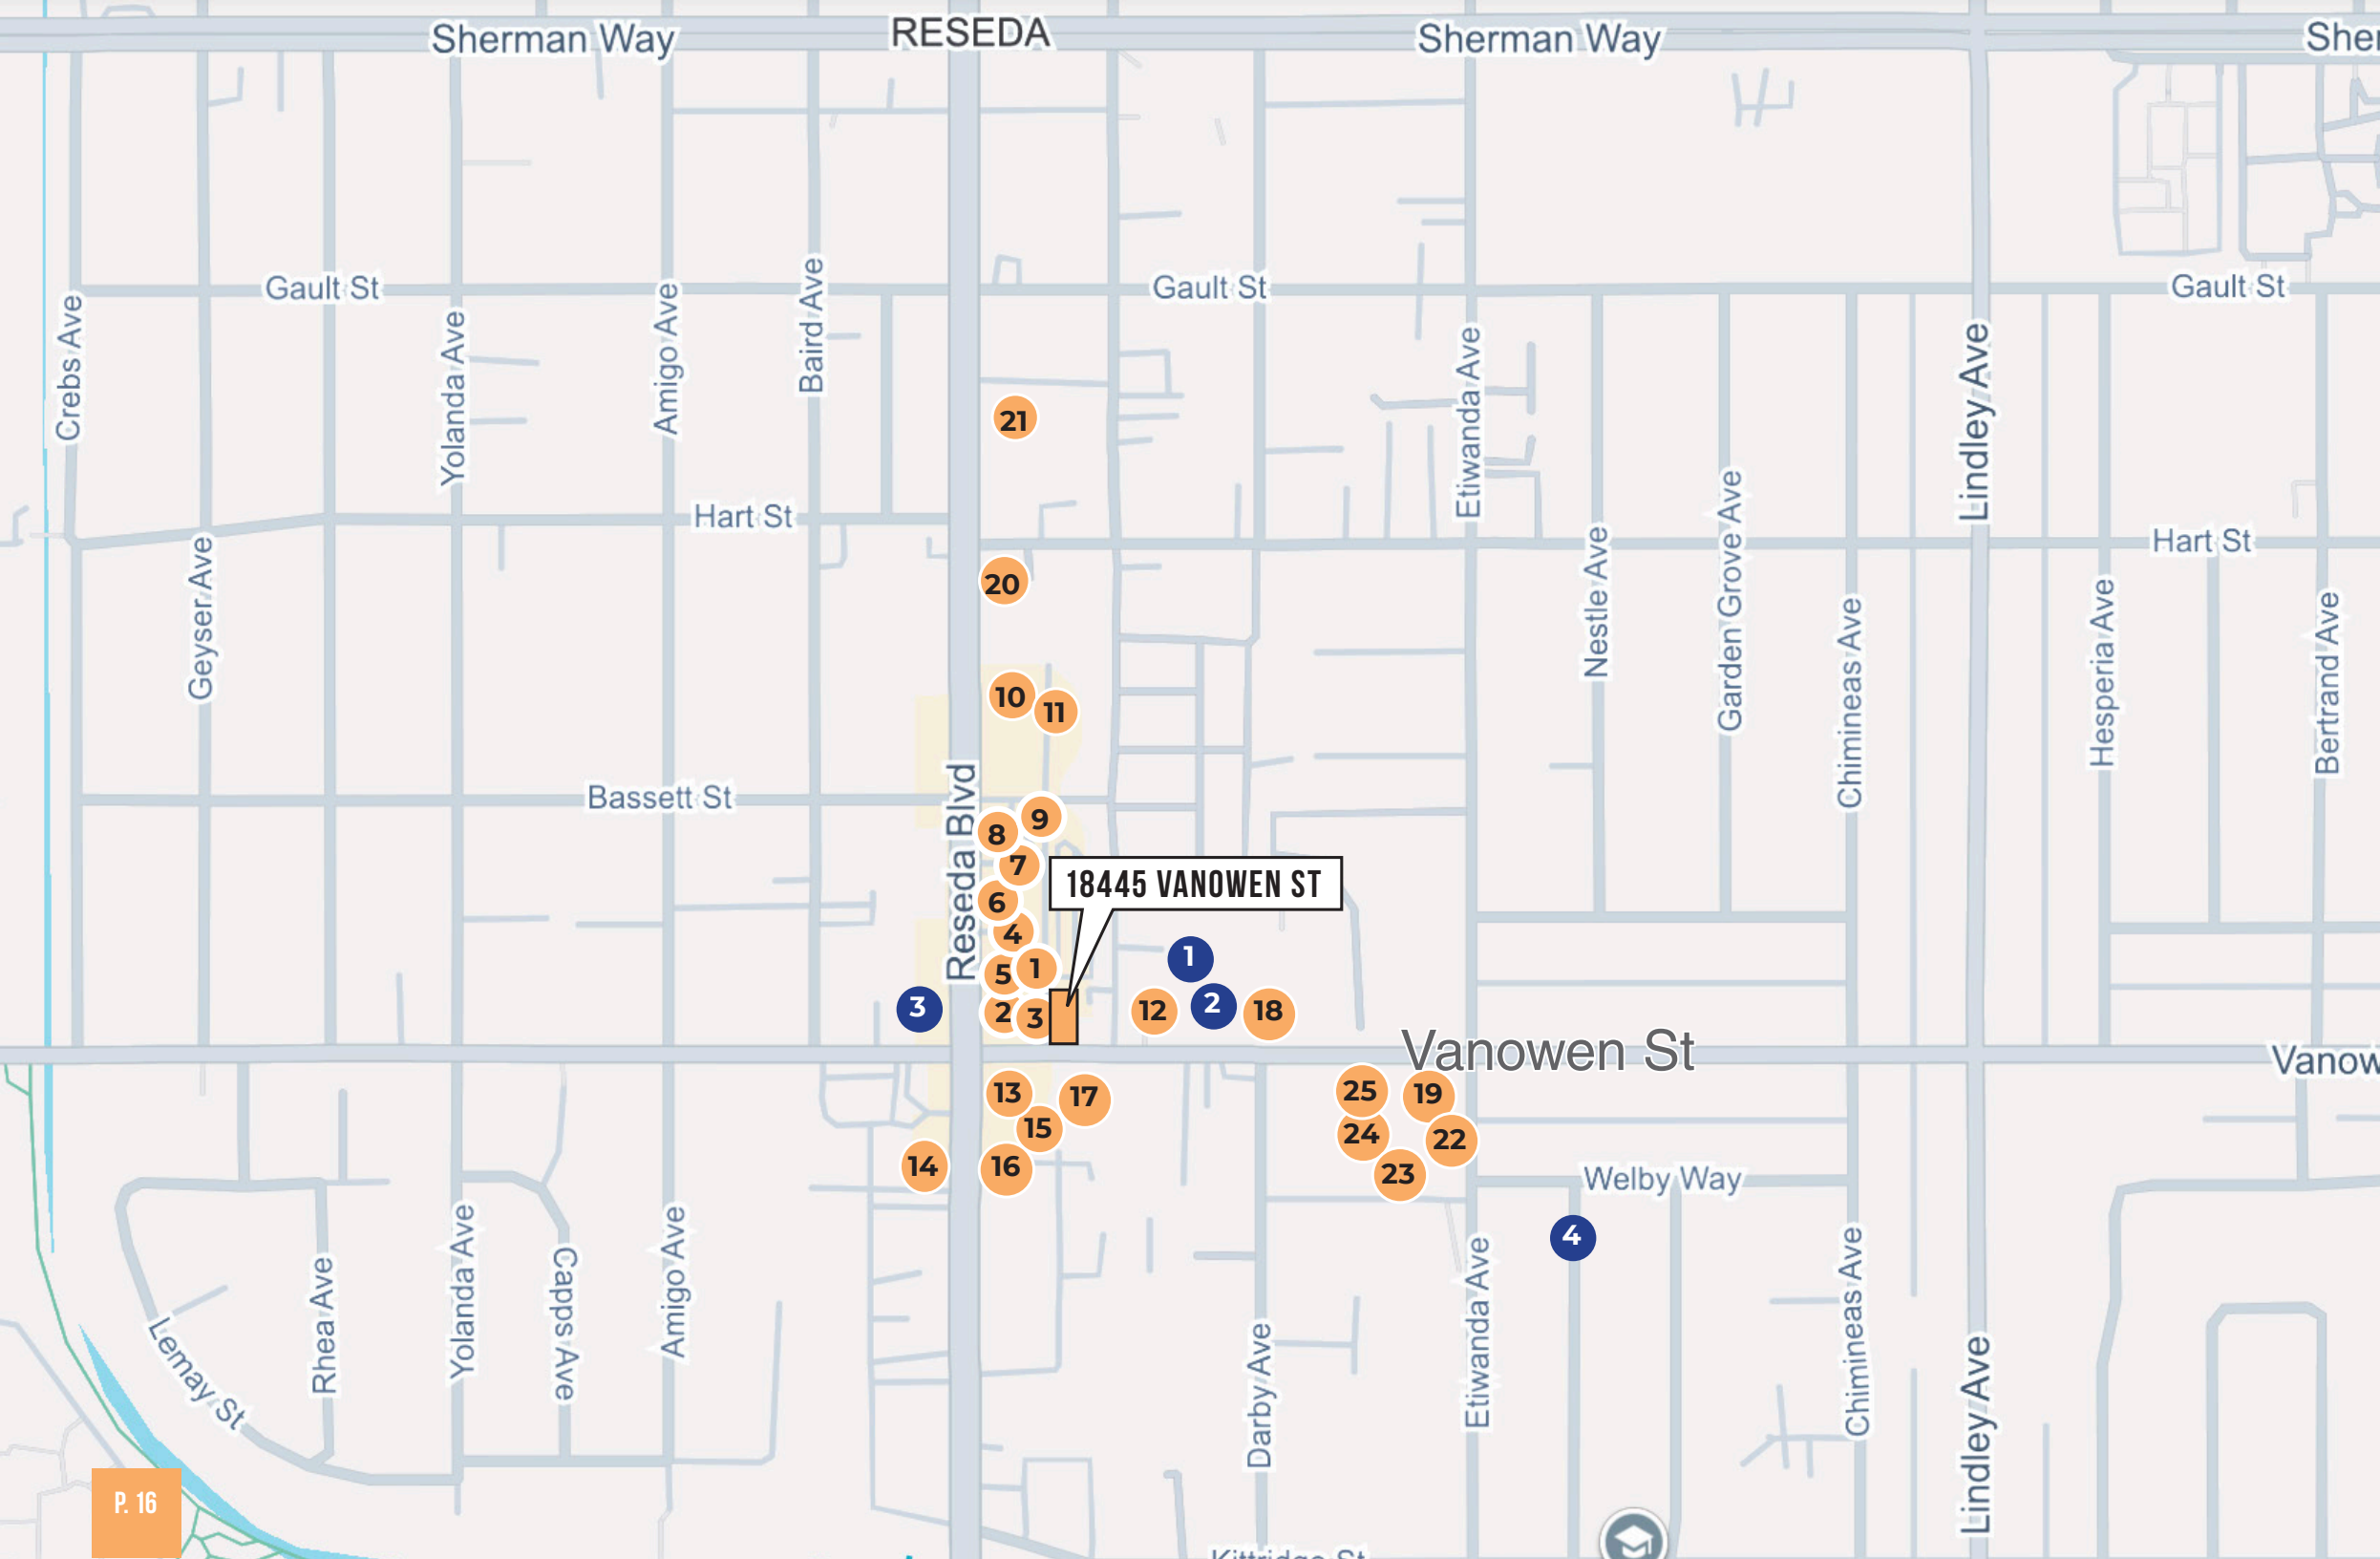 Sherman Way
RESEDA
Sherman Way
Sher
Gault St
Gault St
Gault St
Crebs Ave
Yolanda Ave
Amigo Ave
Baird Ave
Etiwanda Ave
Lindley Ave
21
Hart St
Hart St
Geyser Ave
20
Nestle Ave
Garden Grove Ave
Chimineas Ave
Hesperia Ave
Bertrand Ave
10
11
Bassett St
Reseda Blvd
9
8
7
18445 VANOWEN ST
6
4
5
1
1
3
2
3
12
2
18
Vanowen St
Vanow
13
17
25
19
15
24
22
14
16
23
Welby Way
4
Lemay St
Rhea Ave
Yolanda Ave
Capps Ave
Amigo Ave
Darby Ave
Etiwanda Ave
Chimineas Ave
Lindley Ave
P. 16
Kittridge St